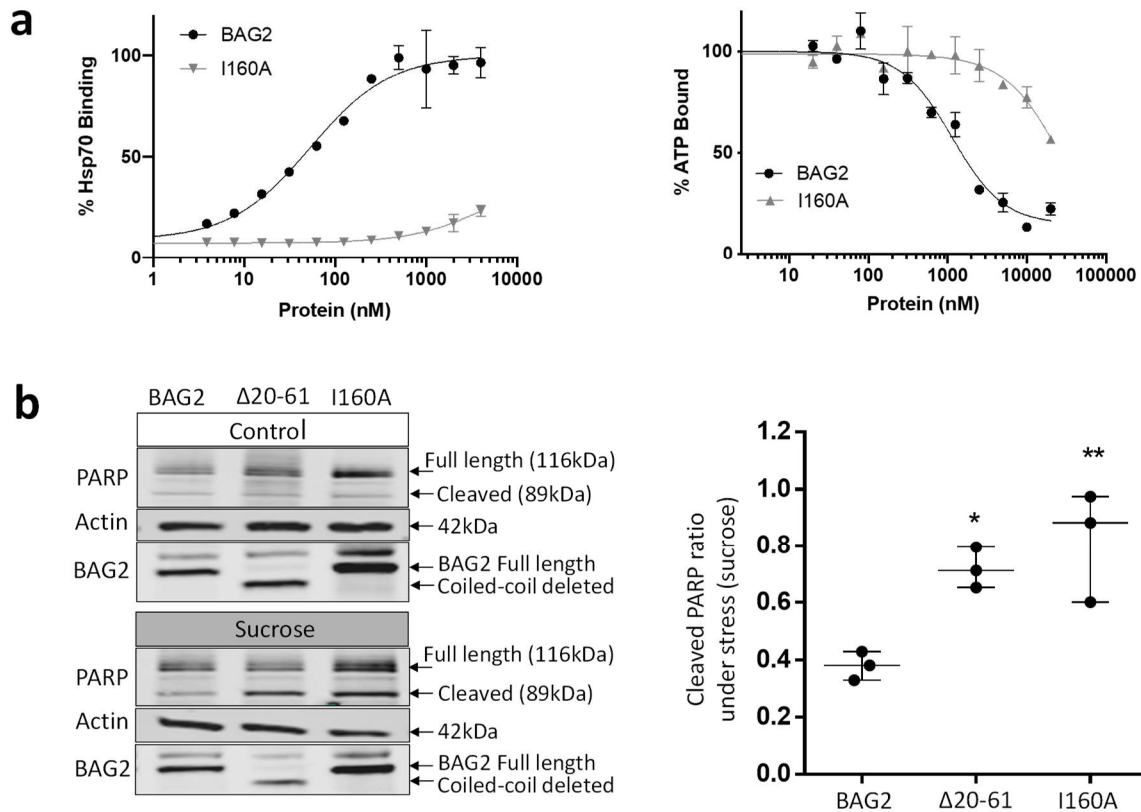 a
BAG2
I160A
100
50
0
% Hsp70 Binding
1
10
100
1000
10000
Protein (nM)
100
50
0
% ATP Bound
BAG2
I160A
10
100
1000
10000
100000
Protein (nM)
b
BAG2
Δ20-61
I160A
Control
PARP
Full length (116kDa)
Cleaved (89kDa)
Actin
42kDa
BAG2
BAG2 Full length
Coiled-coil deleted
Sucrose
PARP
Full length (116kDa)
Cleaved (89kDa)
Actin
42kDa
BAG2
BAG2 Full length
Coiled-coil deleted
Cleaved PARP ratio
under stress (sucrose)
1.2
1.0
0.8
0.6
0.4
0.2
0.0
*
**
BAG2
Δ20-61
I160A